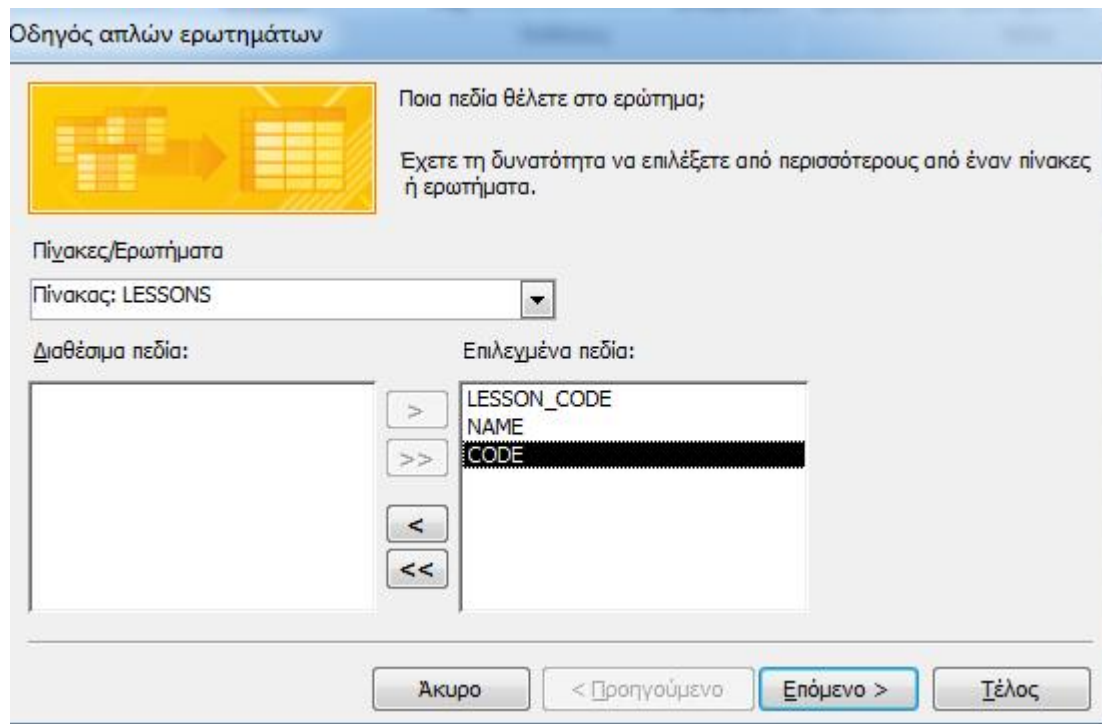 Οδηγός απλών ερωτημάτων
Ποια πεδία θέλετε στο ερώτημα;
Έχετε τη δυνατότητα να επιλέξετε από περισσότερους από έναν πίνακες
ή ερωτήματα.
Πίνακες/Ερωτήματα
Πίνακας: LESSONS
Διαθέσιμα πεδία:
Επιλεγμένα πεδία:
>
>>
<
<<
LESSON_CODE
NAME
CODE
Άκυρο
< Προηγούμενο
Επόμενο >
Τέλος